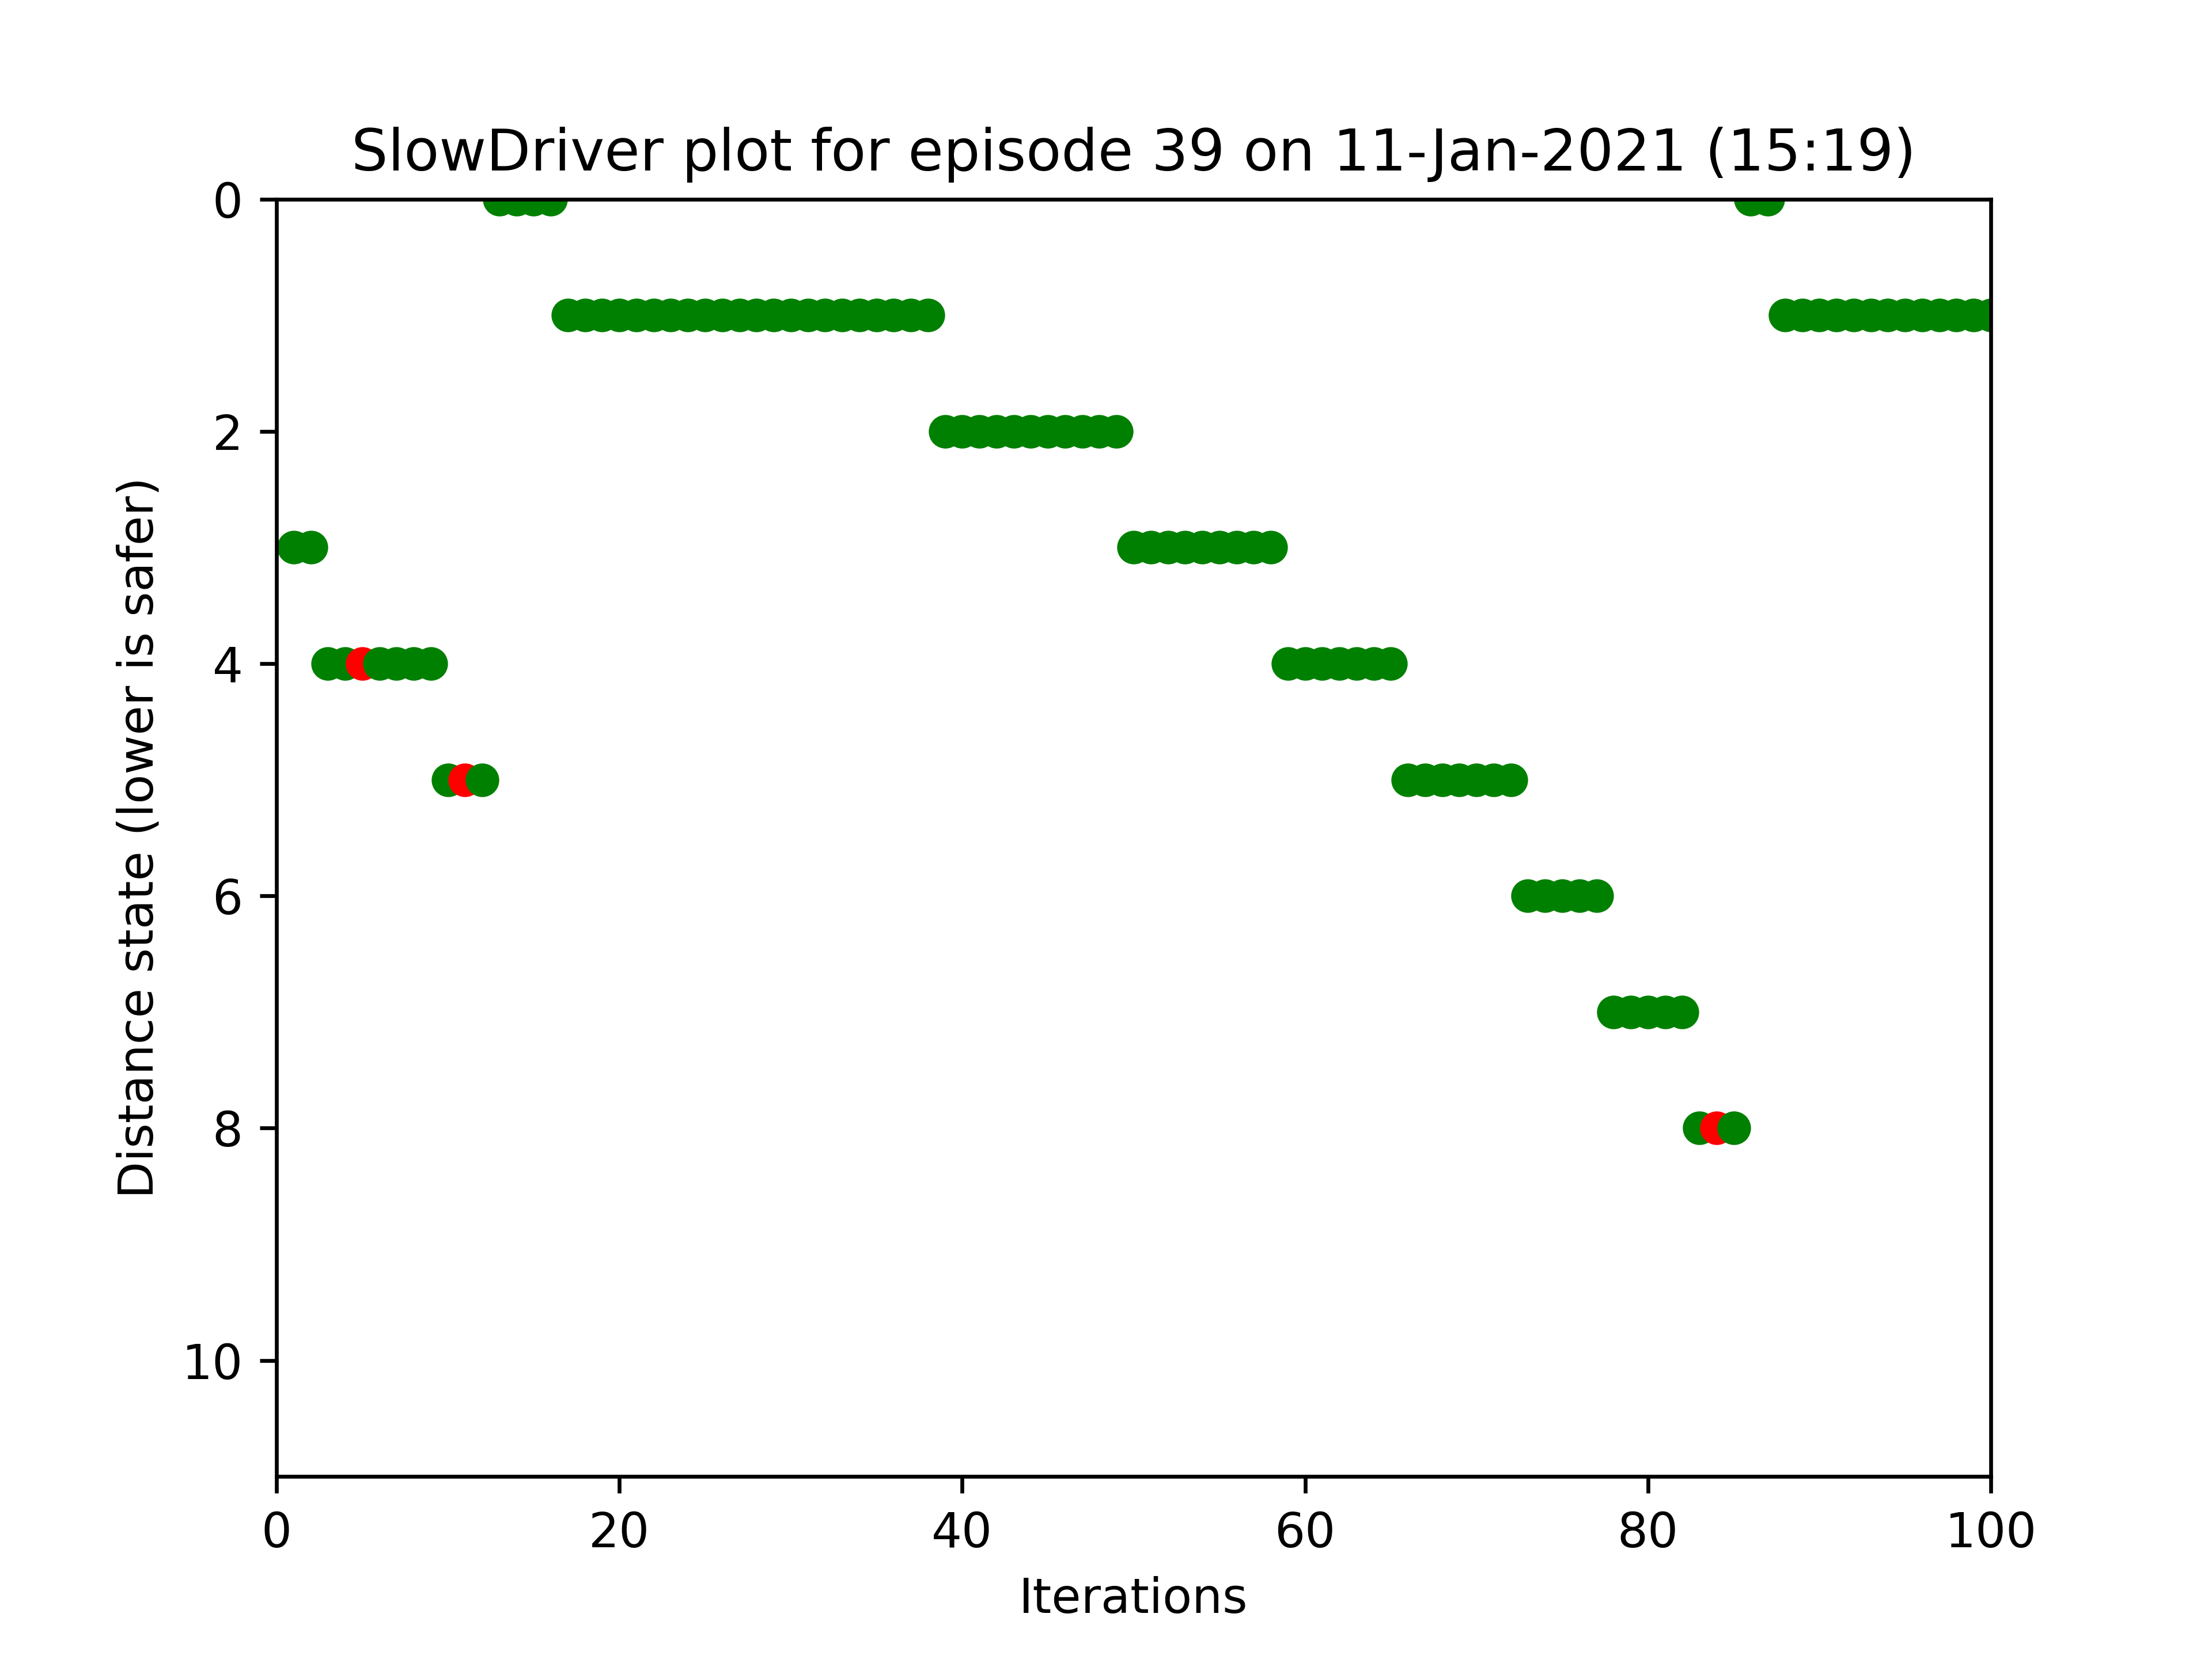 SlowDriver plot for episode 39 on 11-Jan-2021 (15:19)
0
2
4
6
8
10
Distance state (lower is safer)
0 20 40 60 80 100
Iterations